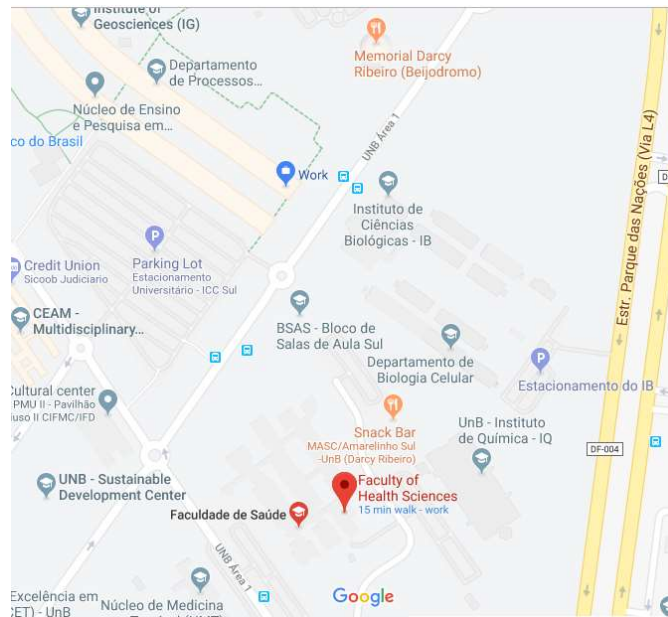 Institute of
Geosciences (IG)
Memorial Darcy
Ribeiro (Beijodromo)
Departamento
de Processos...
Núcleo de Ensino
e Pesquisa em...
co do Brasil
UNB Área 1
Work
Estr. Parque das Nações (Via L4)
D
Instituto de
Ciências
Biológicas - IB
P
Parking Lot
Estacionamento
Universitário - ICC Sul
Credit Union
Sicoob Judiciario
CEAM -
Multidisciplinary...
BSAS - Bloco de
Salas de Aula Sul
Departamento de
Biologia Celular
P
Estacionamento do IB
Cultural center
PMU II - Pavilhão
iuso II CIFMC/IFD
Snack Bar
MASC/Amarelinho Sul
-UnB (Darcy Ribeiro)
UnB - Instituto
de Química - IQ
DF-004
UNB - Sustainable
Development Center
Faculty of
Health Sciences
15 min walk - work
Faculdade de Saúde
UNB Área 1
Google
Excelência em
CET) - UnB
Núcleo de Medicina